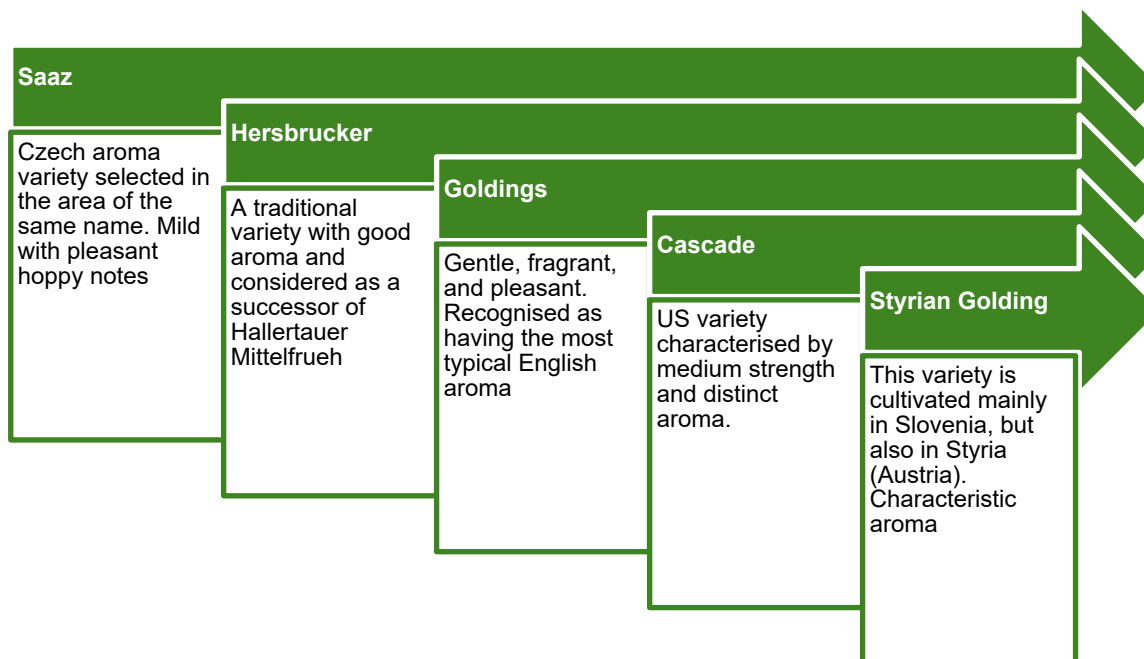 Saaz
Czech aroma
variety selected in
the area of the
same name. Mild
with pleasant
hoppy notes
Hersbrucker
A traditional
variety with good
aroma and
considered as a
successor of
Hallertauer
Mittelfrueh
Goldings
Gentle, fragrant,
and pleasant.
Recognised as
having the most
typical English
aroma
Cascade
US variety
characterised by
medium strength
and distinct
aroma.
Styrian Golding
This variety is
cultivated mainly
in Slovenia, but
also in Styria
(Austria).
Characteristic
aroma